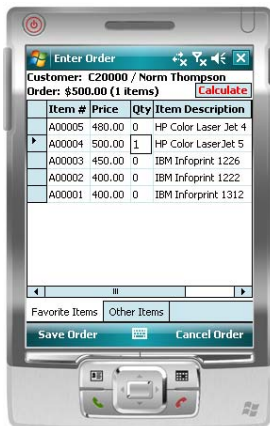 Enter Order
Customer: C20000 / Norm Thompson
Order: $500.00 (1 items) Calculate
Item # Price Qty Item Description
A00005 480.00 0 HP Color Laser Jet 4
A00004 500.00 1 HP Color LaserJet 5
A00003 450.00 0 IBM Infoprint 1226
A00002 400.00 0 IBM Infoprint 1222
A00001 400.00 0 IBM Inforprint 1312
Favorite Items Other Items
Save Order Cancel Order